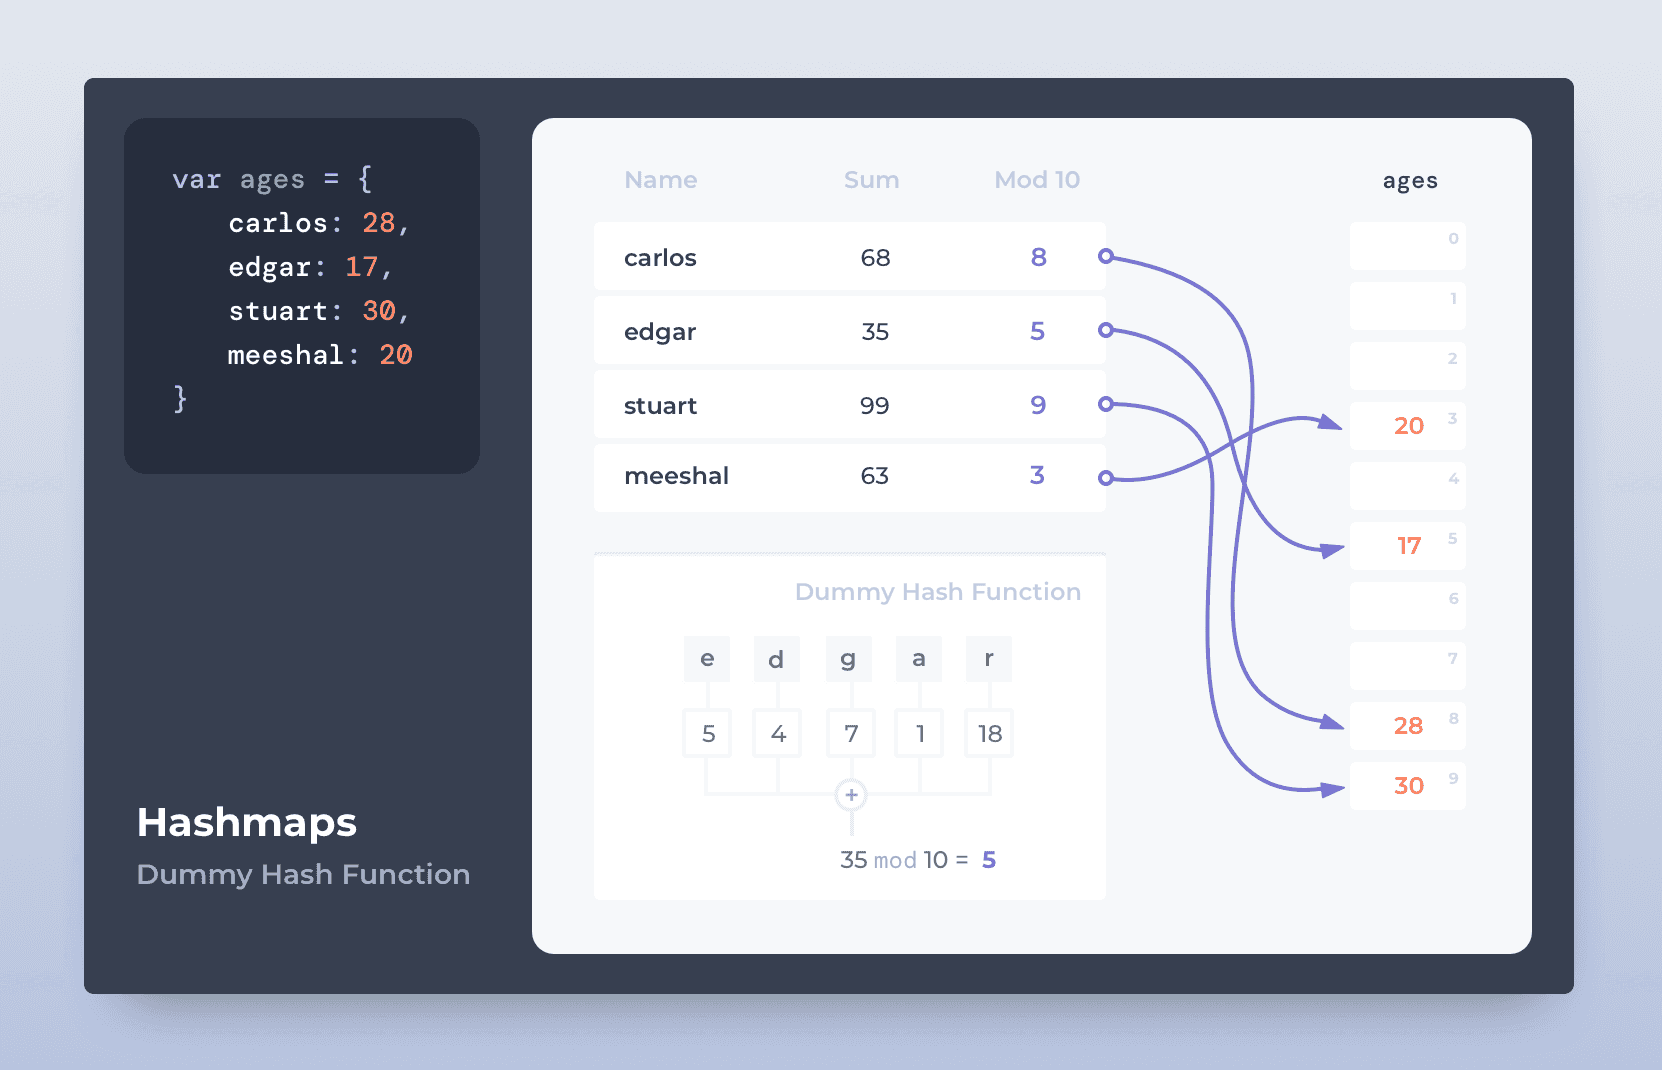 var ages = {
carlos: 28,
edgar: 17,
stuart: 30,
meeshal: 20
}
Hashmaps
Dummy Hash Function
Name Sum Mod 10
carlos 68 8
edgar 35 5
stuart 99 9
meeshal 63 3
Dummy Hash Function
e d g a r
5 4 7 1 18
+
35 mod 10 = 5
ages
0
1
2
20 3
4
17 5
6
7
28 8
30 9